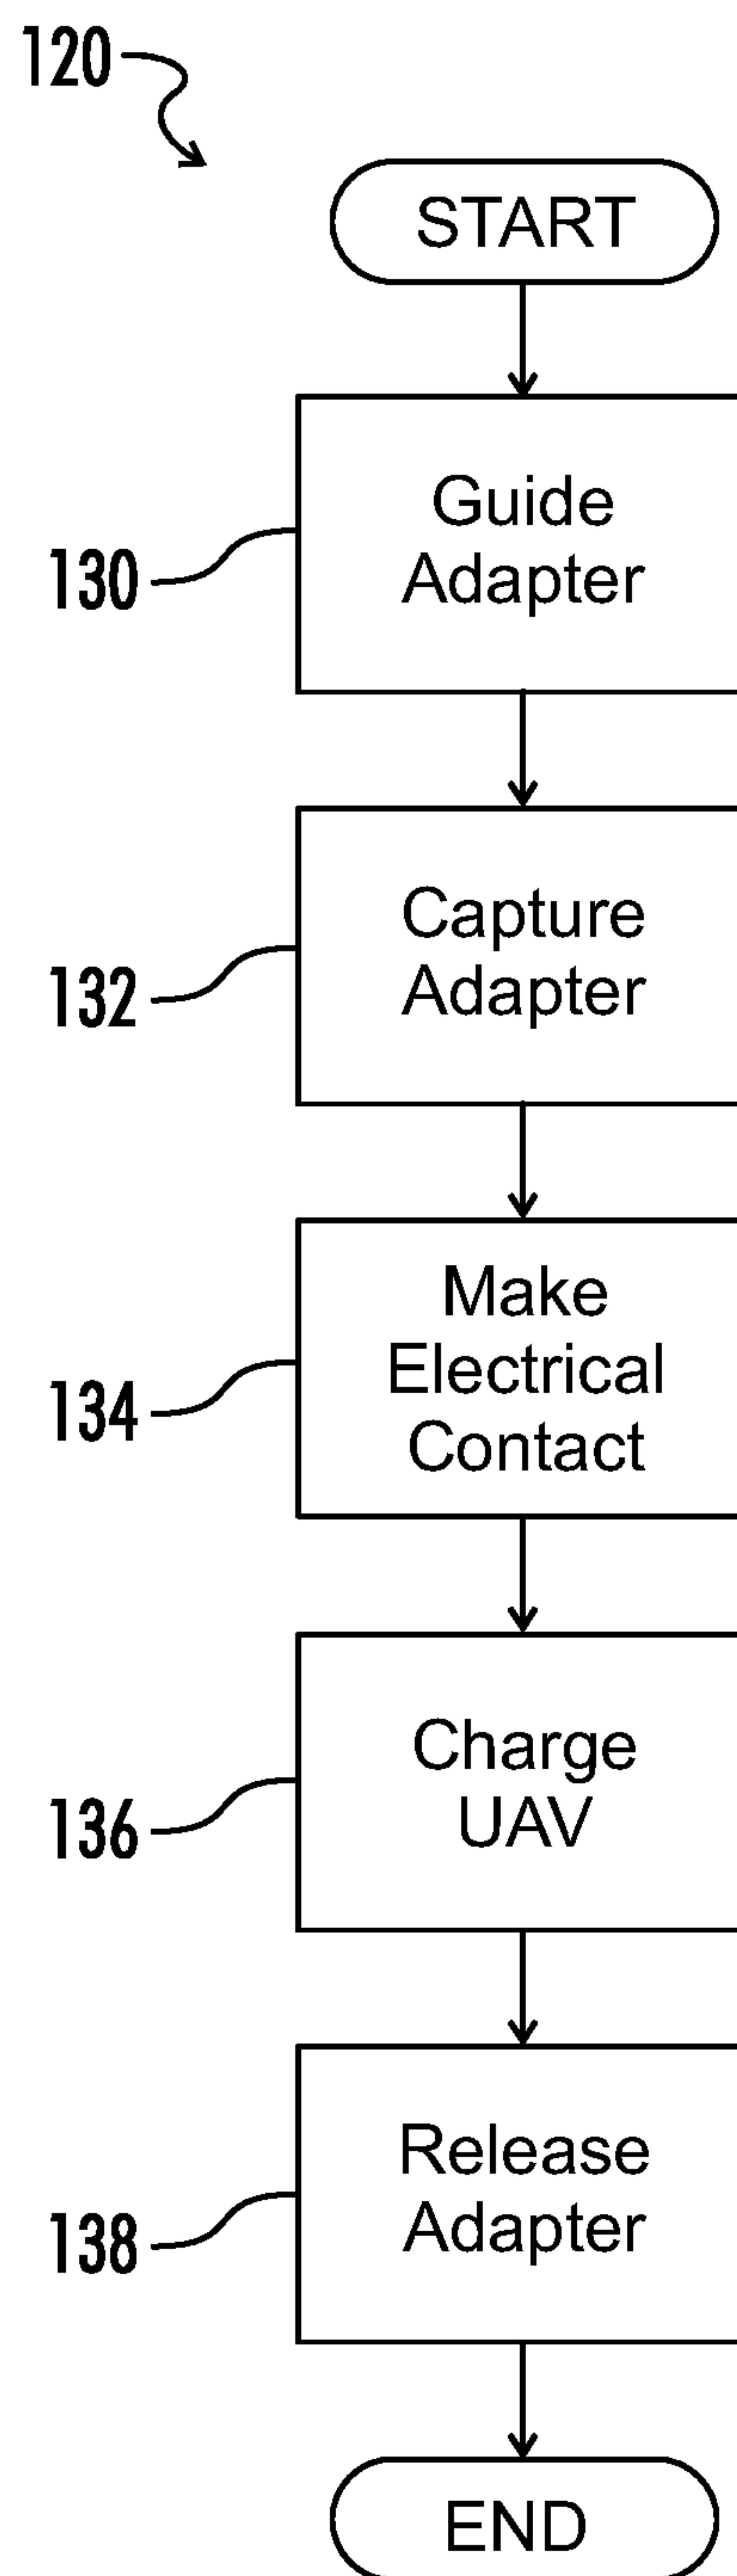 120
START
130
Guide
Adapter
132
Capture
Adapter
134
Make
Electrical
Contact
136
Charge
UAV
138
Release
Adapter
END